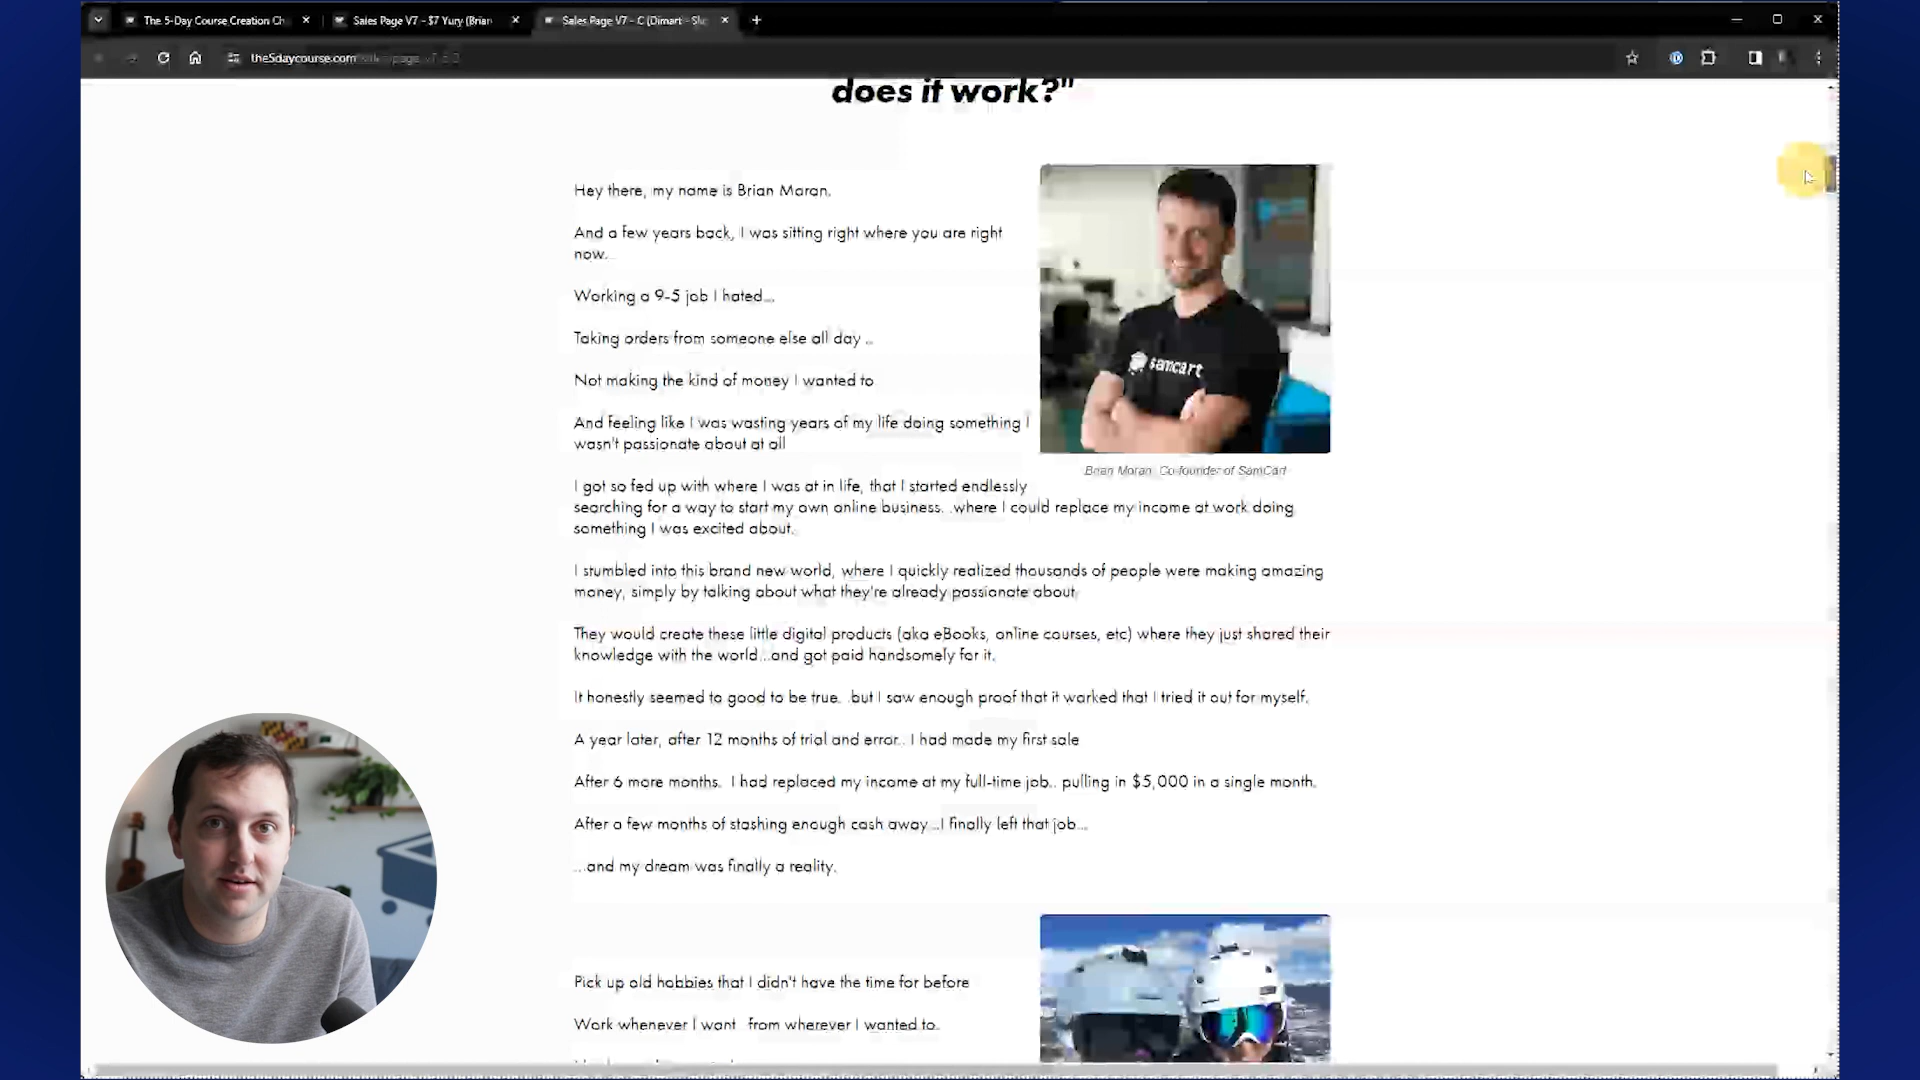 The 5-Day Course Creation Ch
Sales Page V7 - $7 Yury (Brian
Sales Page V7 - C (Dimart - Slu
the5daycourse.com
does it work?"
Hey there, my name is Brian Moran.
And a few years back, I was sitting right where you are right
now...
Working a 9-5 job I hated...
Taking orders from someone else all day ...
Not making the kind of money I wanted to
And feeling like I was wasting years of my life doing something I
wasn't passionate about at all
samcart
Brian Moran, Co-founder of SamCart
I got so fed up with where I was at in life, that I started endlessly
searching for a way to start my own online business...where I could replace my income at work doing
something I was excited about.
I stumbled into this brand new world, where I quickly realized thousands of people were making amazing
money, simply by talking about what they're already passionate about
They would create these little digital products (aka eBooks, online courses, etc) where they just shared their
knowledge with the world...and got paid handsomely for it.
It honestly seemed to good to be true...but I saw enough proof that it worked that I tried it out for myself.
A year later, after 12 months of trial and error.. I had made my first sale
After 6 more months. I had replaced my income at my full-time job.. pulling in $5,000 in a single month.
After a few months of stashing enough cash away...I finally left that job...
...and my dream was finally a reality.
Pick up old hobbies that I didn't have the time for before
Work whenever I want from wherever I wanted to.